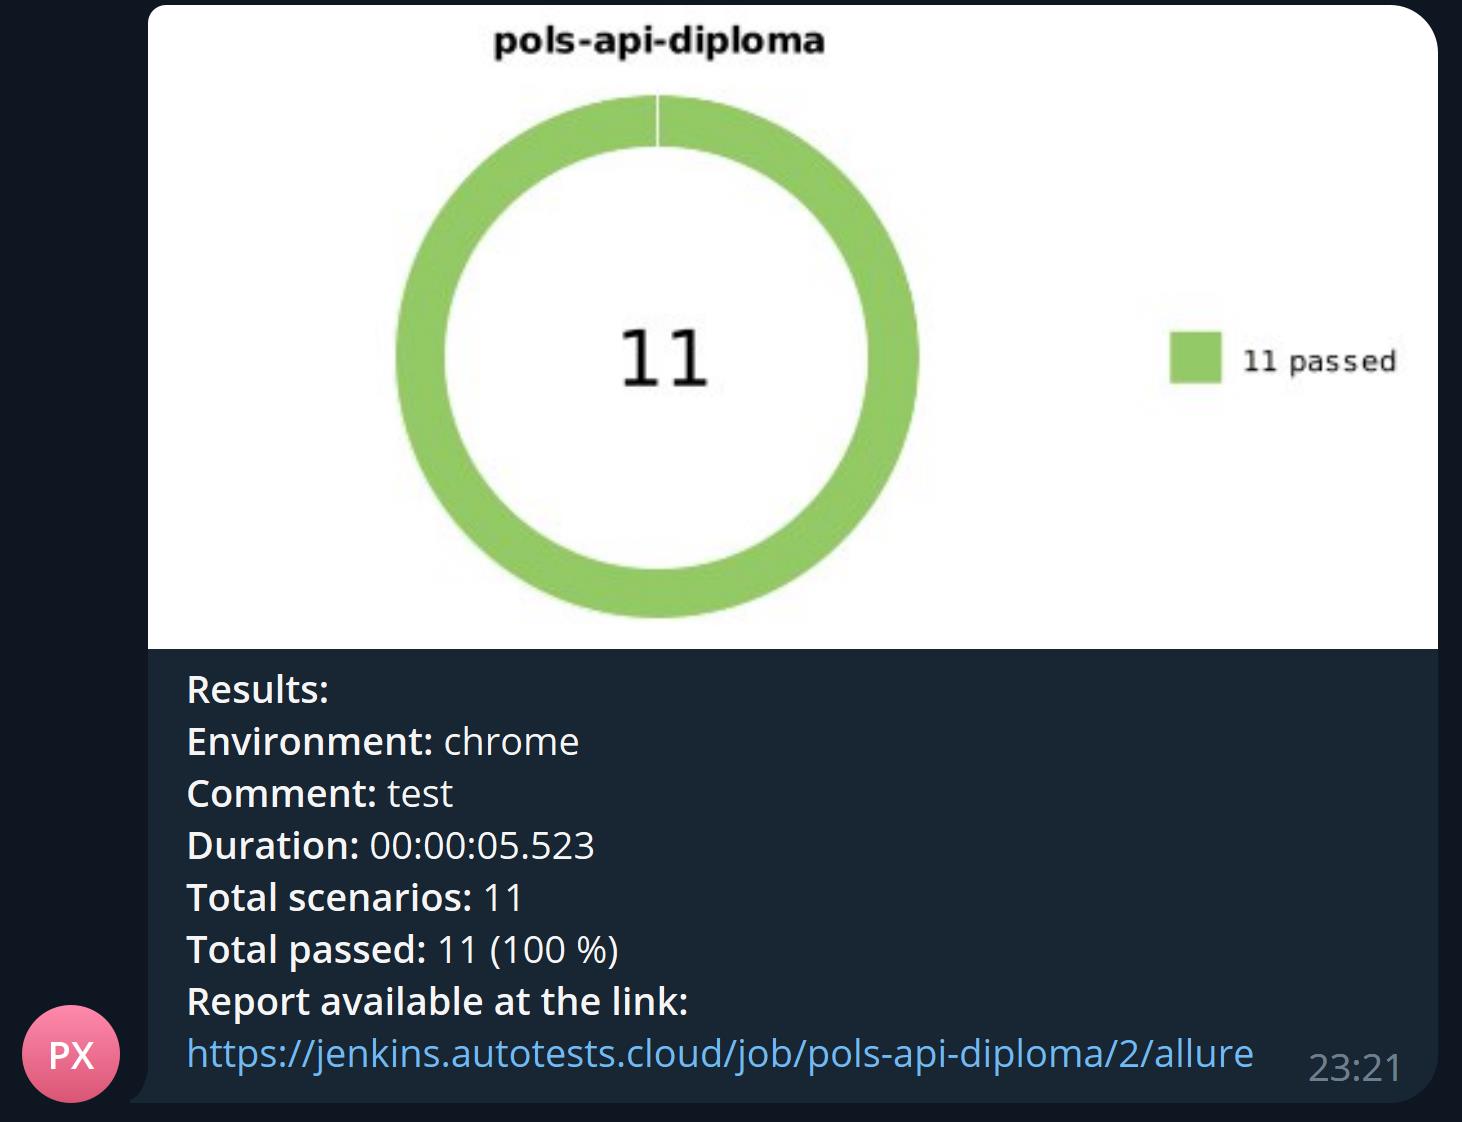 pols-api-diploma
11
11 passed
Results:
Environment: chrome
Comment: test
Duration: 00:00:05.523
Total scenarios: 11
Total passed: 11 (100 %)
Report available at the link:
https://jenkins.autotests.cloud/job/pols-api-diploma/2/allure
23:21
PX